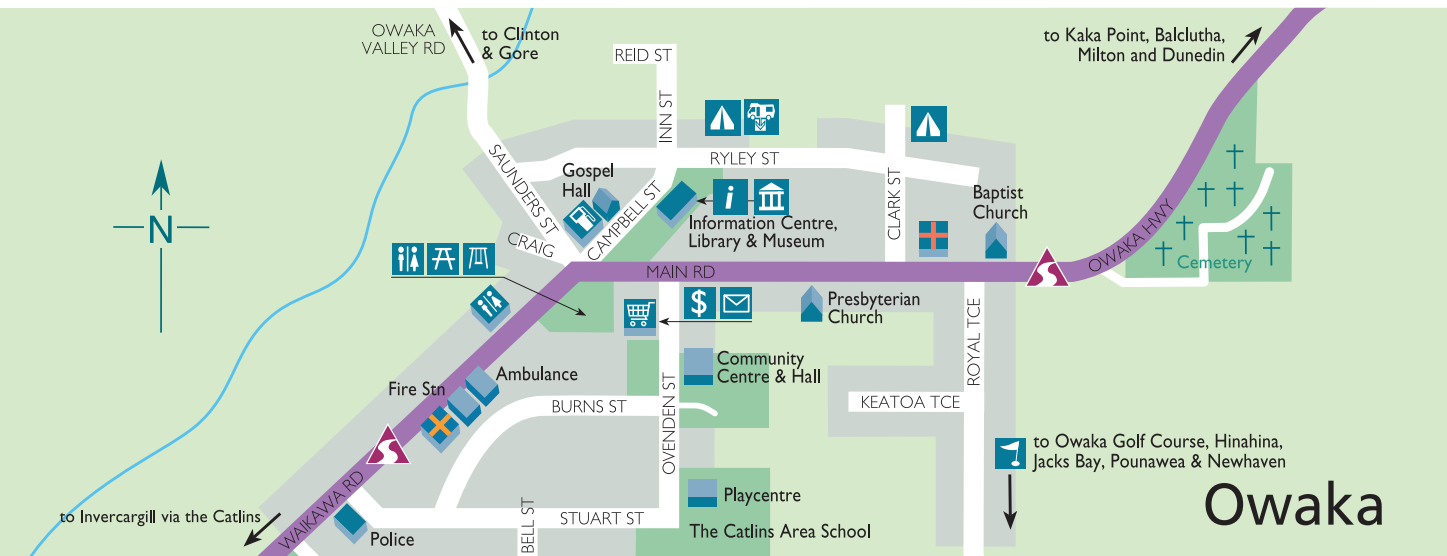 OWAKA
VALLEY RD
to Clinton
& Gore
REID ST
to Kaka Point, Balclutha,
Milton and Dunedin
INN ST
RYLEY ST
SAUNDERS ST
Gospel
Hall
CAMPBELL ST
CRAIG
i
Information Centre,
Library & Museum
CLARK ST
Baptist
Church
OWAKA HWY
Cemetery
N
MAIN RD
$
Presbyterian
Church
ROYAL TCE
Community
Centre & Hall
Fire Stn
Ambulance
BURNS ST
OVENDEN ST
KEATOA TCE
to Owaka Golf Course, Hinahina,
Jacks Bay, Pounawea & Newhaven
Owaka
WAIKAWA RD
to Invercargill via the Catlins
Police
BELL ST
STUART ST
Playcentre
The Catlins Area School